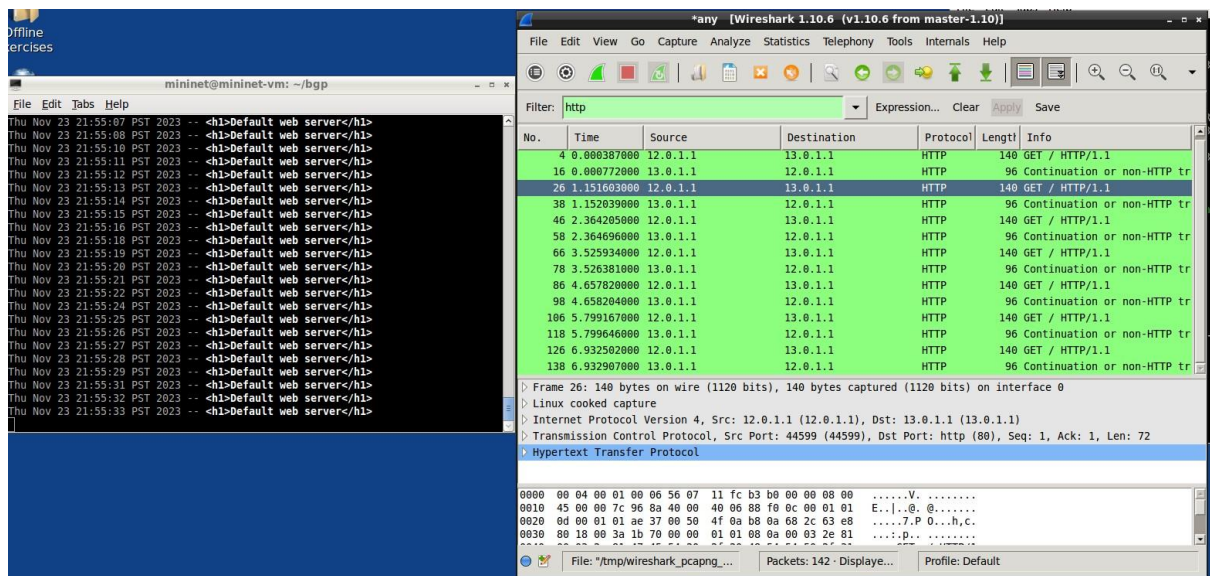 Offline
ercises
mininet@mininet-vm: ~/bgp
File Edit Tabs Help
Thu Nov 23 21:55:07 PST 2023 -- <h1>Default web server</h1>
Thu Nov 23 21:55:08 PST 2023 -- <h1>Default web server</h1>
Thu Nov 23 21:55:10 PST 2023 -- <h1>Default web server</h1>
Thu Nov 23 21:55:11 PST 2023 -- <h1>Default web server</h1>
Thu Nov 23 21:55:12 PST 2023 -- <h1>Default web server</h1>
Thu Nov 23 21:55:13 PST 2023 -- <h1>Default web server</h1>
Thu Nov 23 21:55:14 PST 2023 -- <h1>Default web server</h1>
Thu Nov 23 21:55:15 PST 2023 -- <h1>Default web server</h1>
Thu Nov 23 21:55:16 PST 2023 -- <h1>Default web server</h1>
Thu Nov 23 21:55:18 PST 2023 -- <h1>Default web server</h1>
Thu Nov 23 21:55:19 PST 2023 -- <h1>Default web server</h1>
Thu Nov 23 21:55:20 PST 2023 -- <h1>Default web server</h1>
Thu Nov 23 21:55:21 PST 2023 -- <h1>Default web server</h1>
Thu Nov 23 21:55:22 PST 2023 -- <h1>Default web server</h1>
Thu Nov 23 21:55:24 PST 2023 -- <h1>Default web server</h1>
Thu Nov 23 21:55:25 PST 2023 -- <h1>Default web server</h1>
Thu Nov 23 21:55:26 PST 2023 -- <h1>Default web server</h1>
Thu Nov 23 21:55:27 PST 2023 -- <h1>Default web server</h1>
Thu Nov 23 21:55:28 PST 2023 -- <h1>Default web server</h1>
Thu Nov 23 21:55:29 PST 2023 -- <h1>Default web server</h1>
Thu Nov 23 21:55:31 PST 2023 -- <h1>Default web server</h1>
Thu Nov 23 21:55:32 PST 2023 -- <h1>Default web server</h1>
Thu Nov 23 21:55:33 PST 2023 -- <h1>Default web server</h1>
*any [Wireshark 1.10.6 (v1.10.6 from master-1.10)]
File Edit View Go Capture Analyze Statistics Telephony Tools Internals Help
Filter: http Expression... Clear Apply Save
No. Time Source Destination Protocol Length Info
4 0.000387000 12.0.1.1 13.0.1.1 HTTP 140 GET / HTTP/1.1
16 0.000772000 13.0.1.1 12.0.1.1 HTTP 96 Continuation or non-HTTP tr
26 1.151603000 12.0.1.1 13.0.1.1 HTTP 140 GET / HTTP/1.1
38 1.152039000 13.0.1.1 12.0.1.1 HTTP 96 Continuation or non-HTTP tr
46 2.364205000 12.0.1.1 13.0.1.1 HTTP 140 GET / HTTP/1.1
58 2.364696000 13.0.1.1 12.0.1.1 HTTP 96 Continuation or non-HTTP tr
66 3.525934000 12.0.1.1 13.0.1.1 HTTP 140 GET / HTTP/1.1
78 3.526381000 13.0.1.1 12.0.1.1 HTTP 96 Continuation or non-HTTP tr
86 4.657820000 12.0.1.1 13.0.1.1 HTTP 140 GET / HTTP/1.1
98 4.658204000 13.0.1.1 12.0.1.1 HTTP 96 Continuation or non-HTTP tr
106 5.799167000 12.0.1.1 13.0.1.1 HTTP 140 GET / HTTP/1.1
118 5.799646000 13.0.1.1 12.0.1.1 HTTP 96 Continuation or non-HTTP tr
126 6.932502000 12.0.1.1 13.0.1.1 HTTP 140 GET / HTTP/1.1
138 6.932907000 13.0.1.1 12.0.1.1 HTTP 96 Continuation or non-HTTP tr
Frame 26: 140 bytes on wire (1120 bits), 140 bytes captured (1120 bits) on interface 0
Linux cooked capture
Internet Protocol Version 4, Src: 12.0.1.1 (12.0.1.1), Dst: 13.0.1.1 (13.0.1.1)
Transmission Control Protocol, Src Port: 44599 (44599), Dst Port: http (80), Seq: 1, Ack: 1, Len: 72
Hypertext Transfer Protocol
0000 00 04 00 01 00 06 56 07 11 fc b3 b0 00 00 08 00 ......V. ........
0010 45 00 00 7c 96 8a 40 00 40 06 88 f0 0c 00 01 01 E..|..@. @.......
0020 0d 00 01 01 ae 37 00 50 4f 0a b8 0a 68 2c 63 e8 .....7.P O...h,c.
0030 80 18 00 3a 1b 70 00 00 01 01 08 0a 00 03 2e 81 ...:.p.. ........
File: "/tmp/wireshark_pcapng_... Packets: 142 · Displaye... Profile: Default